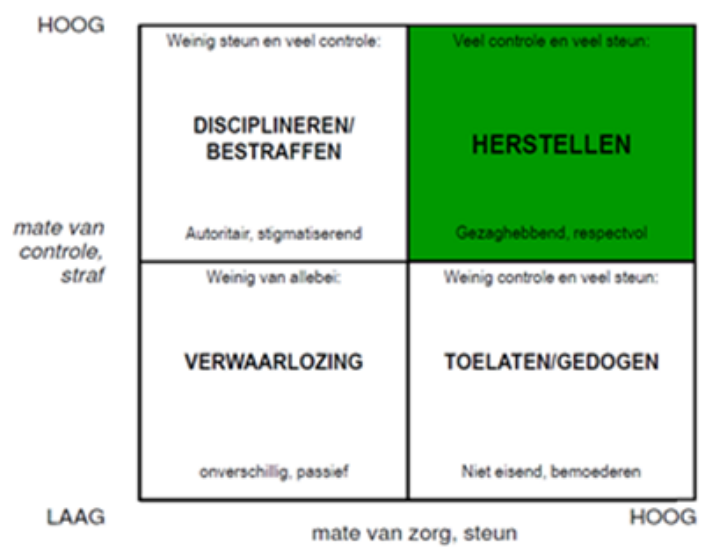 HOOG
Weinig steun en veel controle:
Veel controle en veel steun:
DISCIPLINEREN/
BESTRAFFEN
HERSTELLEN
mate van
controle,
straf
Autoritair, stigmatiserend
Gezaghebbend, respectvol
Weinig van allebei:
Weinig controle en veel steun:
VERWAARLOZING
TOELATEN/GEDOGEN
onverschillig, passief
Niet eisend, bemoederen
LAAG
HOOG
mate van zorg, steun